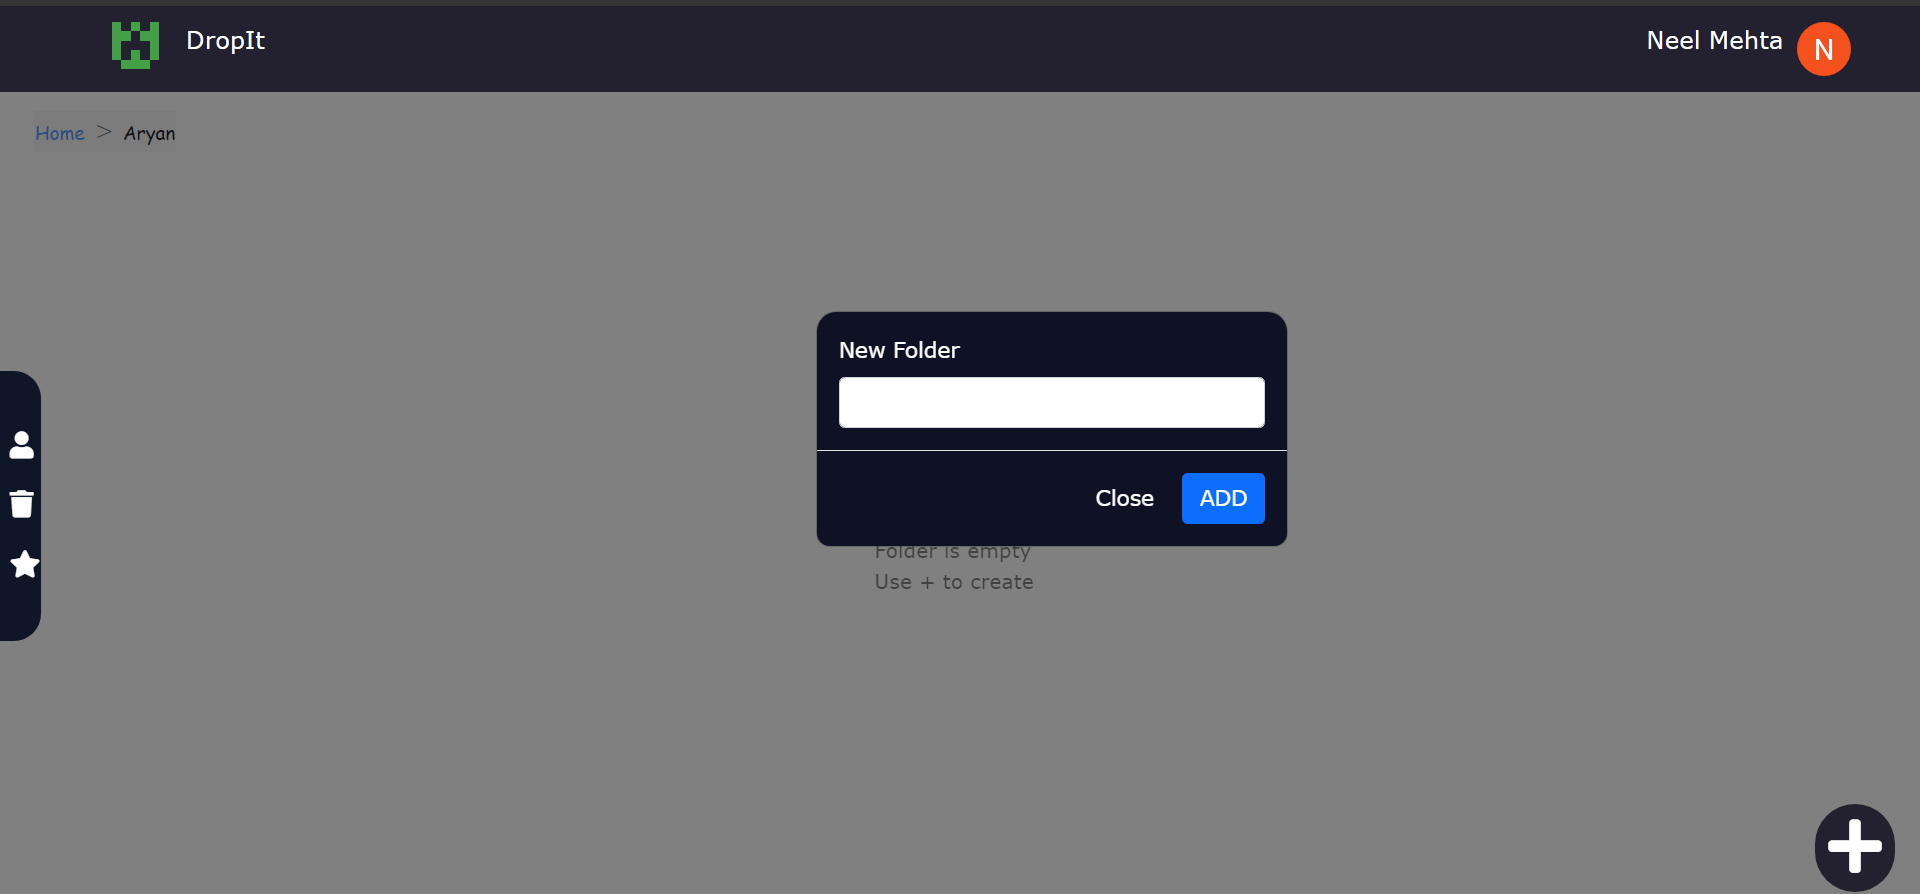 DropIt
Neel Mehta
N
Home > Aryan
New Folder
Close
ADD
Folder is empty
Use + to create